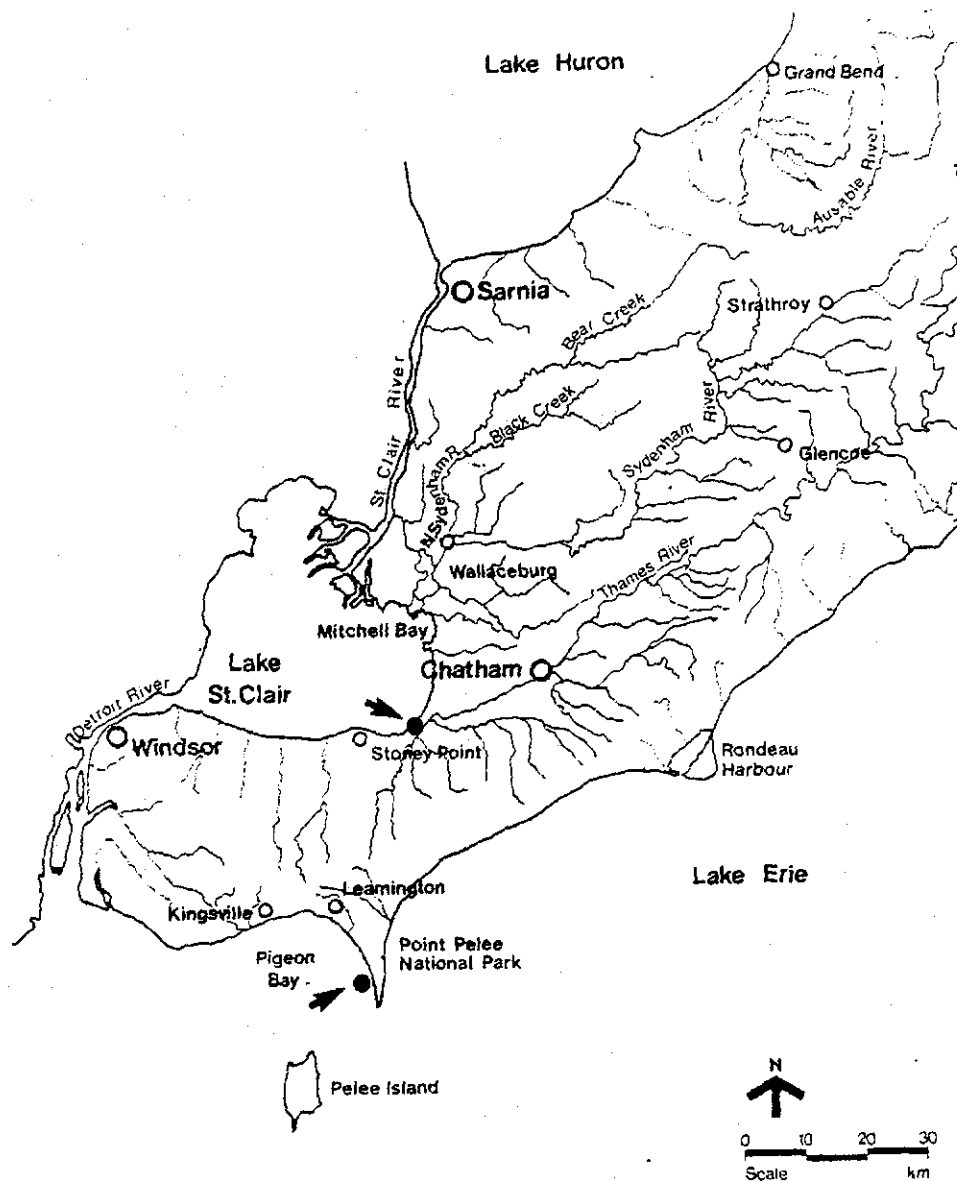 Lake Huron
Grand Bend
Ausable River
Sarnia
Bear Creek
Strathroy
St. Clair River
Black Creek
River
Sydenham
Glencoe
N.Sydenham R.
Wallaceburg
Thames River
Mitchell Bay
Chatham
Lake
St. Clair
Detroit River
Windsor
Stoney Point
Rondeau
Harbour
Lake Erie
Leamington
Kingsville
Point Pelee
National Park
Pigeon
Bay
Pelee Island
N
0 10 20 30
Scale km